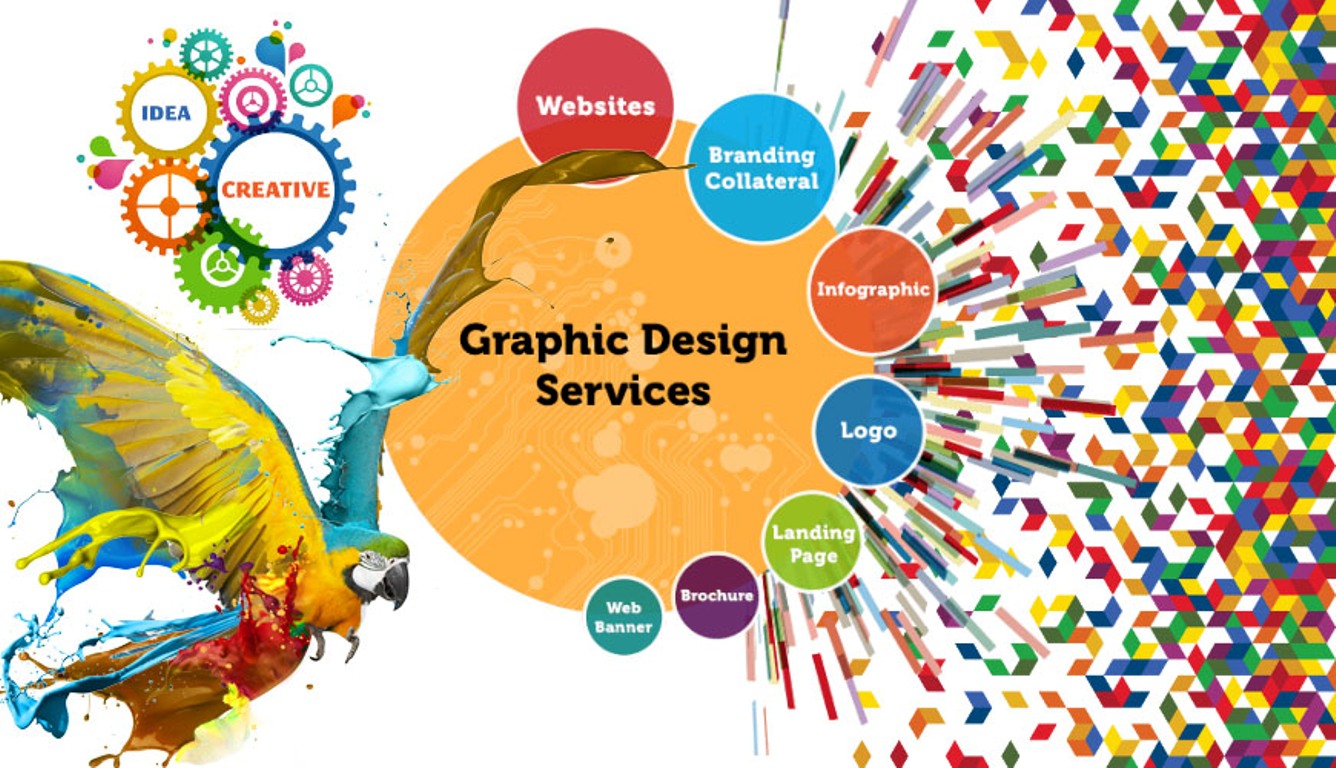 IDEA
CREATIVE
Websites
Branding
Collateral
Infographic
Graphic Design
Services
Logo
Landing
Page
Brochure
Web
Banner